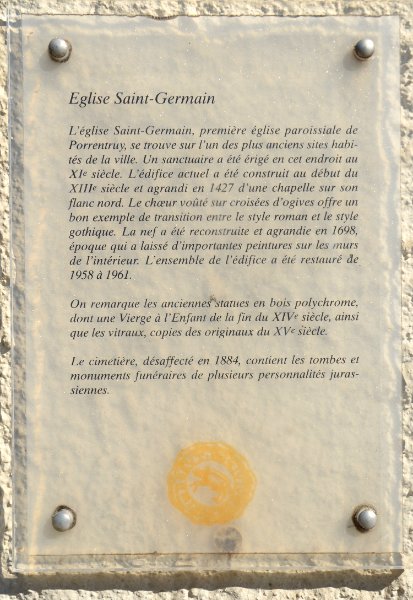 Eglise Saint-Germain
L'église Saint-Germain, première église paroissiale de
Porrentruy, se trouve sur l'un des plus anciens sites habi-
tés de la ville. Un sanctuaire a été érigé en cet endroit au
XIe siècle. L'édifice actuel a été construit au début du
XIIIe siècle et agrandi en 1427 d'une chapelle sur son
flanc nord. Le chœur voûté sur croisées d'ogives offre un
bon exemple de transition entre le style roman et le style
gothique. La nef a été reconstruite et agrandie en 1698,
époque qui a laissé d'importantes peintures sur les murs
de l'intérieur. L'ensemble de l'édifice a été restauré de
1958 à 1961.
On remarque les anciennes statues en bois polychrome,
dont une Vierge à l'Enfant de la fin du XIVe siècle, ainsi
que les vitraux, copies des originaux du XVe siècle.
Le cimetière, désaffecté en 1884, contient les tombes et
monuments funéraires de plusieurs personnalités juras-
siennes.